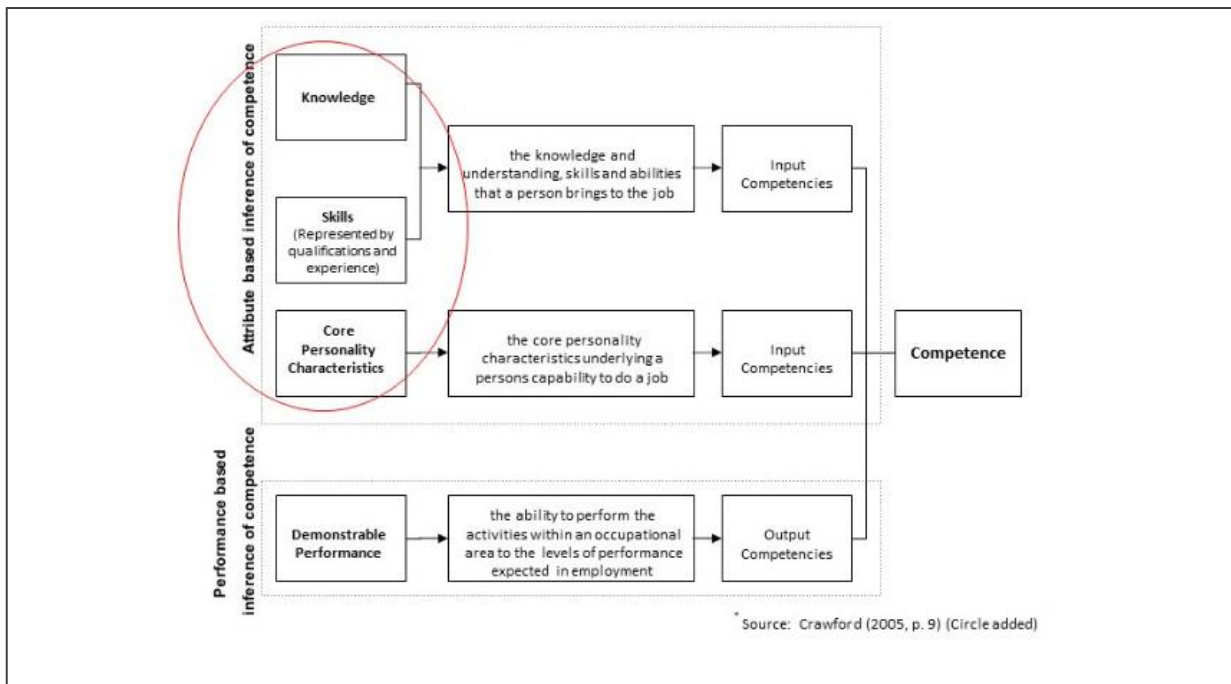 Attribute based inference of competence
Knowledge
Skills
(Represented by
qualifications and
experience)
the knowledge and
understanding, skills and abilities
that a person brings to the job
Input
Competencies
Core
Personality
Characteristics
the core personality
characteristics underlying a
persons capability to do a job
Input
Competencies
Competence
Performance based
inference of competence
Demonstrable
Performance
the ability to perform the
activities within an occupational
area to the levels of performance
expected in employment
Output
Competencies
* Source: Crawford (2005, p. 9) (Circle added)